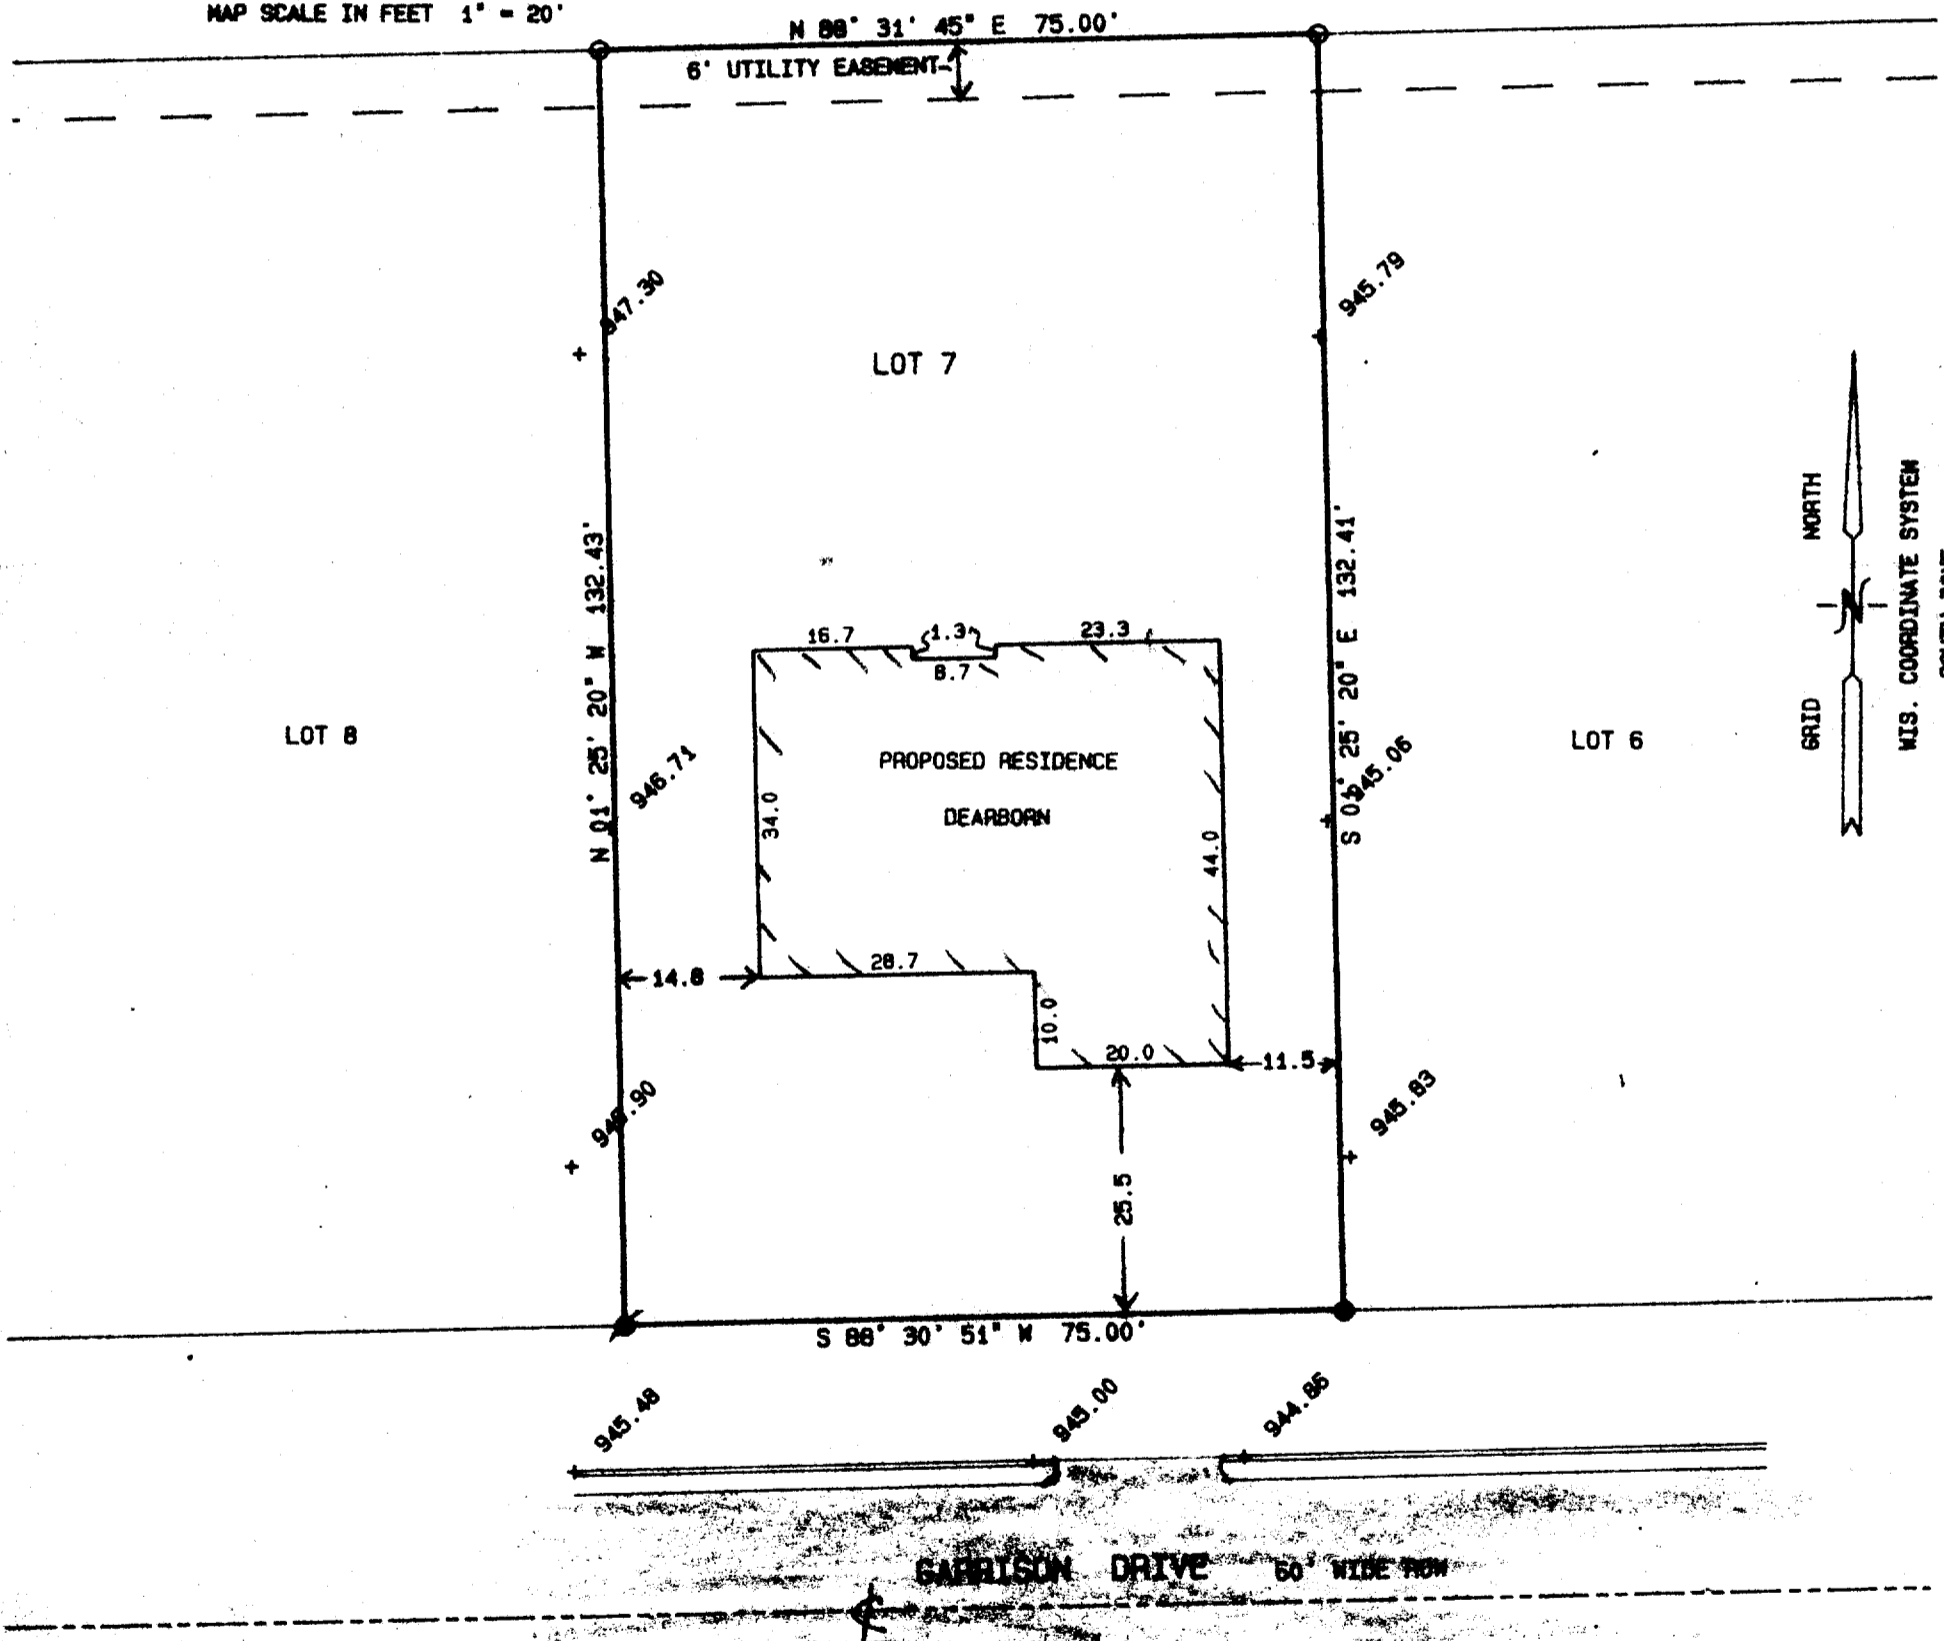 MAP SCALE IN FEET 1" = 20'
N 88° 31' 45" E 75.00'
6' UTILITY EASEMENT
947.30
945.79
LOT 7
N 01° 25' 20" W 132.43'
S 01° 25' 20" E 132.41'
NORTH
GRID
WIS. COORDINATE SYSTEM
16.7
1.3
23.3
8.7
LOT 8
946.71
PROPOSED RESIDENCE
DEARBORN
34.0
44.0
945.06
LOT 6
N
28.7
14.8
10.0
20.0
11.5
945.83
25.5
S 88° 30' 51" W 75.00'
945.48
945.00
944.86
GARRISON DRIVE 60' WIDE ROW